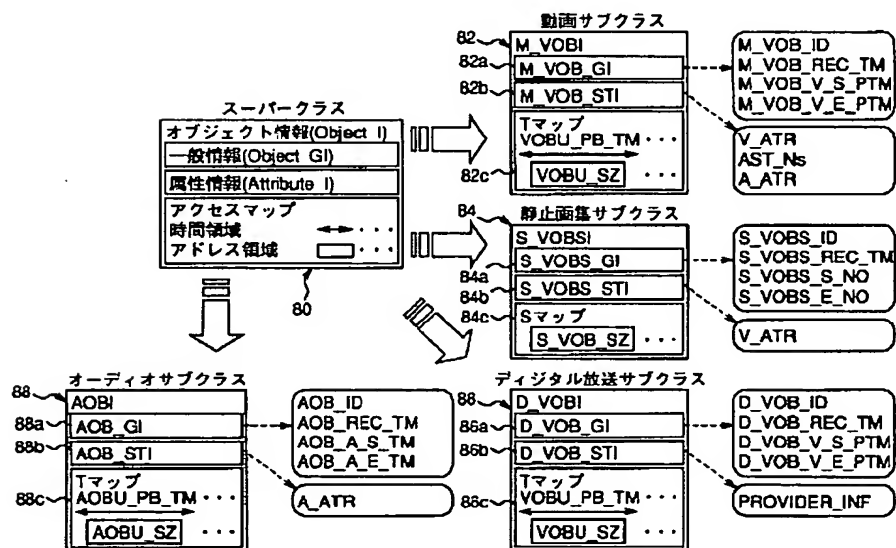 スーパークラス
オブジェクト情報(Object_I)
一般情報(Object_GI)
属性情報(Attribute_I)
アクセスマップ
時間領域 ・・・
アドレス領域 ・・・
80
動画サブクラス
82
M_VOBI
82a
M_VOB_GI
82b
M_VOB_STI
Tマップ
VOBU_PB_TM・・・
82c
VOBU_SZ
M_VOB_ID
M_VOB_REC_TM
M_VOB_V_S_PTM
M_VOB_V_E_PTM
V_ATR
AST_Ns
A_ATR
静止画集サブクラス
84
S_VOBSI
84a
S_VOBS_GI
84b
S_VOBS_STI
84c
Sマップ
S_VOB_SZ ・・・
S_VOBS_ID
S_VOBS_REC_TM
S_VOBS_S_NO
S_VOBS_E_NO
V_ATR
オーディオサブクラス
88
AOBI
88a
AOB_GI
88b
AOB_STI
Tマップ
AOBU_PB_TM・・・
88c
AOBU_SZ
AOB_ID
AOB_REC_TM
AOB_A_S_TM
AOB_A_E_TM
A_ATR
ディジタル放送サブクラス
88
D_VOBI
86a
D_VOB_GI
86b
D_VOB_STI
Tマップ
VOBU_PB_TM・・・
86c
VOBU_SZ
D_VOB_ID
D_VOB_REC_TM
D_VOB_V_S_PTM
D_VOB_V_E_PTM
PROVIDER_INF